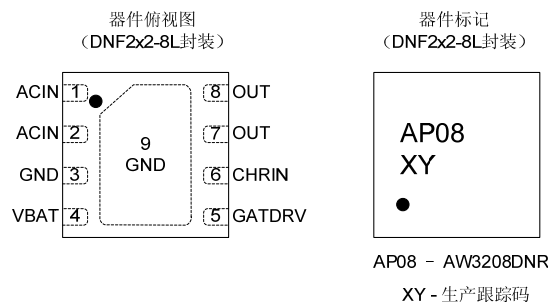 器件俯视图
（DNF2x2-8L封装）
ACIN 1
ACIN 2
GND 3
VBAT 4
9
GND
8 OUT
7 OUT
6 CHRIN
5 GATDRV
器件标记
（DNF2x2-8L封装）
AP08
XY
AP08 – AW3208DNR
XY - 生产跟踪码